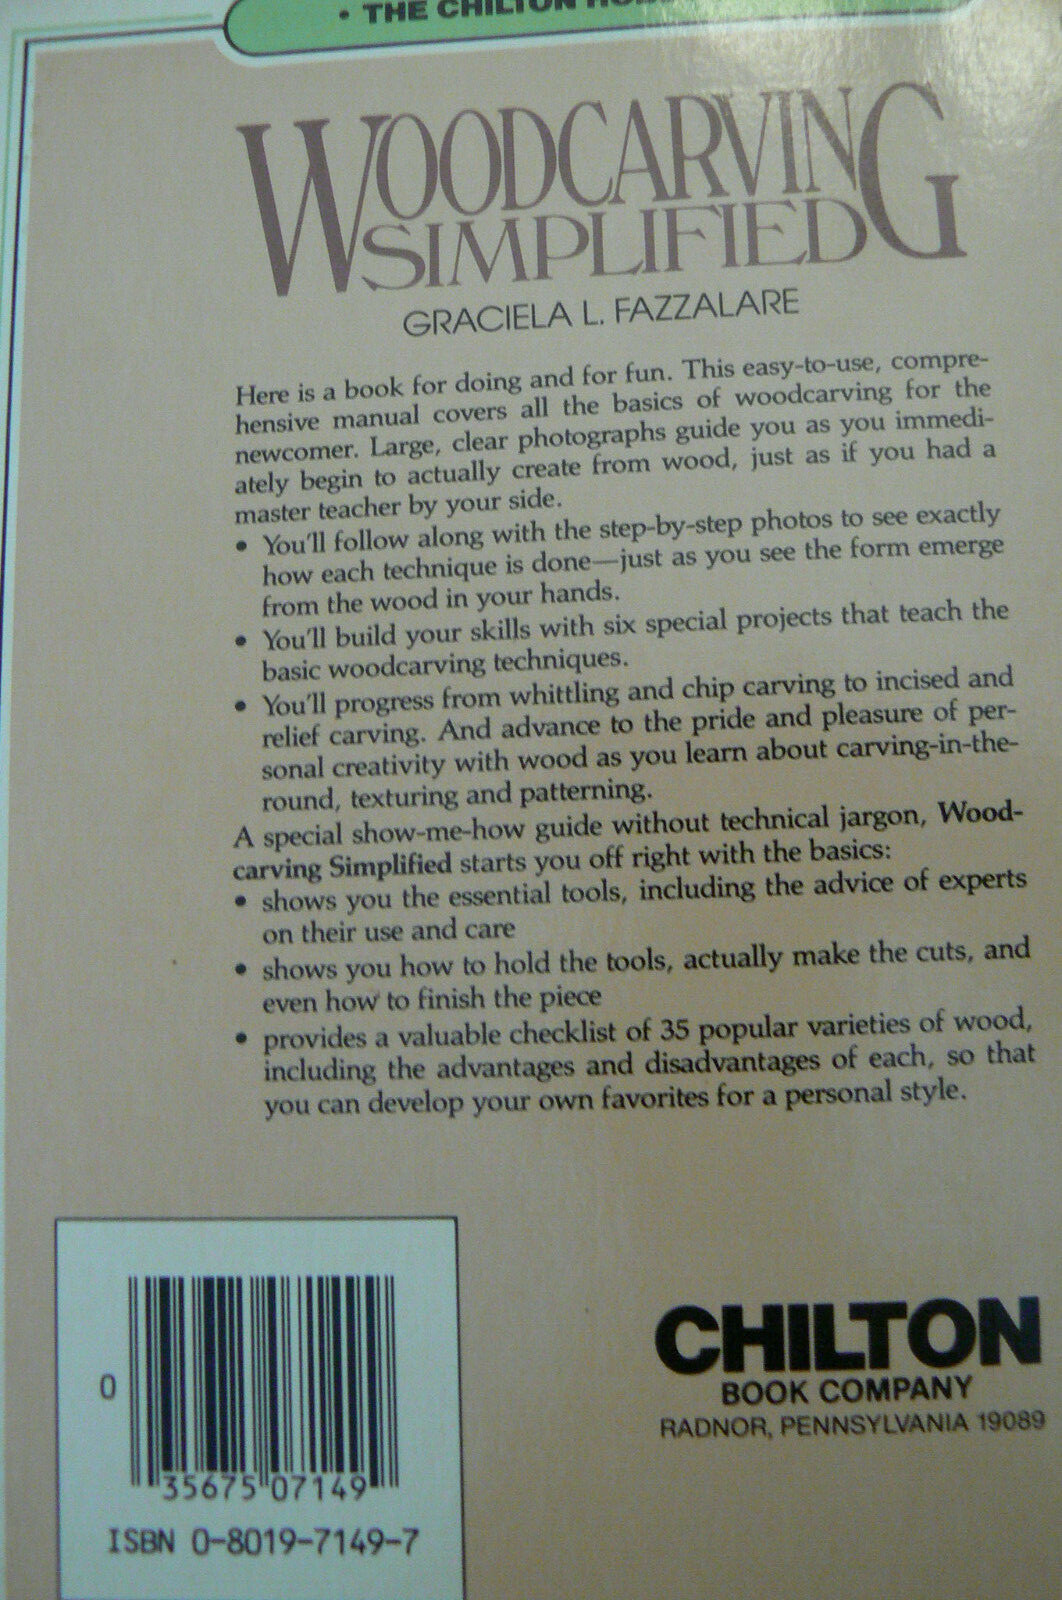 • THE CHILTON
WOODCARVING
SIMPLIFIED
GRACIELA L. FAZZALARE
Here is a book for doing and for fun. This easy-to-use, compre-
hensive manual covers all the basics of woodcarving for the
newcomer. Large, clear photographs guide you as you immedi-
ately begin to actually create from wood, just as if you had a
master teacher by your side.
• You'll follow along with the step-by-step photos to see exactly
how each technique is done—just as you see the form emerge
from the wood in your hands.
• You'll build your skills with six special projects that teach the
basic woodcarving techniques.
• You'll progress from whittling and chip carving to incised and
relief carving. And advance to the pride and pleasure of per-
sonal creativity with wood as you learn about carving-in-the-
round, texturing and patterning.
A special show-me-how guide without technical jargon, Wood-
carving Simplified starts you off right with the basics:
• shows you the essential tools, including the advice of experts
on their use and care
• shows you how to hold the tools, actually make the cuts, and
even how to finish the piece
• provides a valuable checklist of 35 popular varieties of wood,
including the advantages and disadvantages of each, so that
you can develop your own favorites for a personal style.
0
35675 07149
ISBN 0-8019-7149-7
CHILTON
BOOK COMPANY
RADNOR, PENNSYLVANIA 19089